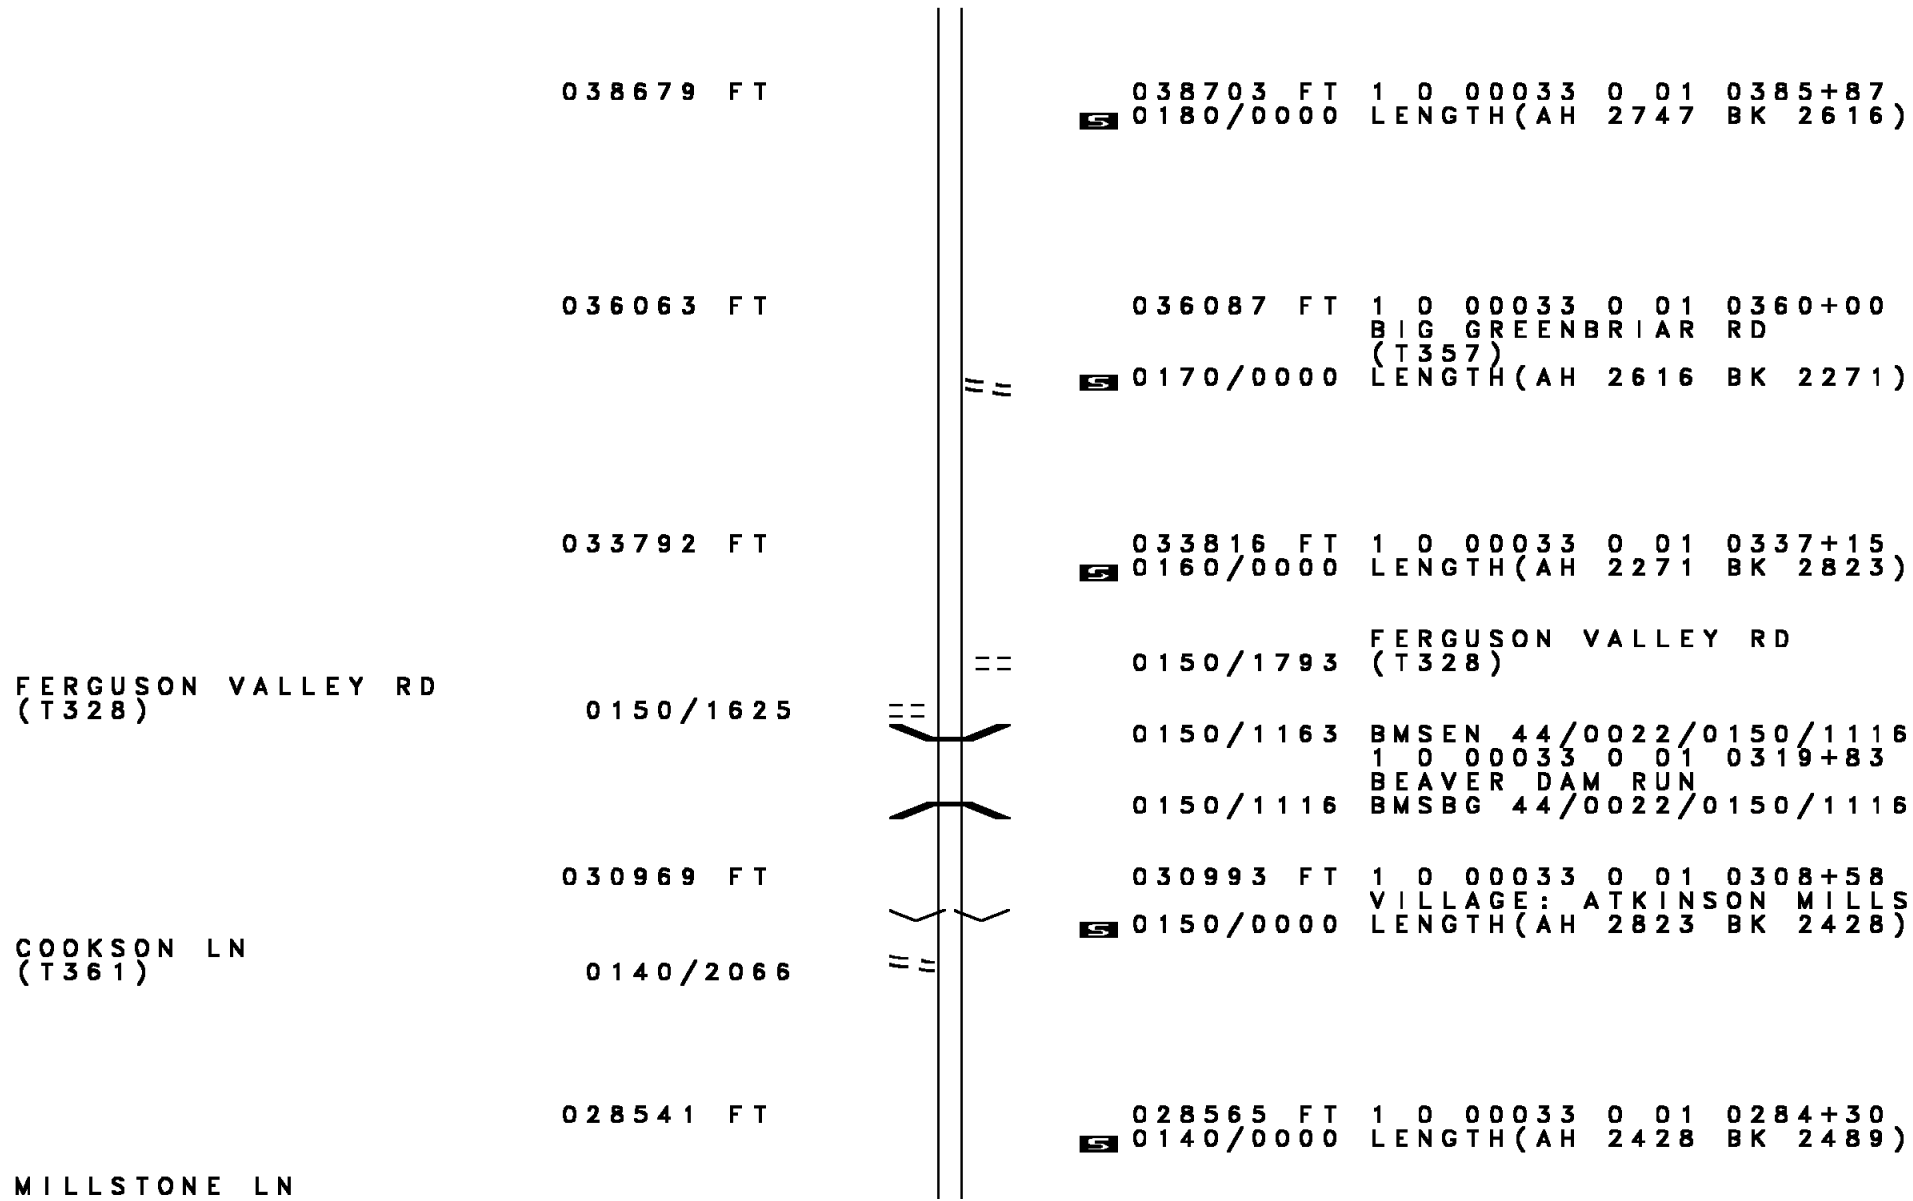 038679 FT 038703 FT 1 0 00033 0 01 0385+87
S 0180/0000 LENGTH(AH 2747 BK 2616)
036063 FT 036087 FT 1 0 00033 0 01 0360+00
BIG GREENBRIAR RD
(T357)
S 0170/0000 LENGTH(AH 2616 BK 2271)
033792 FT 033816 FT 1 0 00033 0 01 0337+15
S 0160/0000 LENGTH(AH 2271 BK 2823)
FERGUSON VALLEY RD
0150/1793 (T328)
FERGUSON VALLEY RD
(T328) 0150/1625
0150/1163 BMSEN 44/0022/0150/1116
1 0 00033 0 01 0319+83
BEAVER DAM RUN
0150/1116 BMSBG 44/0022/0150/1116
030969 FT 030993 FT 1 0 00033 0 01 0308+58
VILLAGE: ATKINSON MILLS
S 0150/0000 LENGTH(AH 2823 BK 2428)
COOKSON LN
(T361) 0140/2066
028541 FT 028565 FT 1 0 00033 0 01 0284+30
S 0140/0000 LENGTH(AH 2428 BK 2489)
MILLSTONE LN